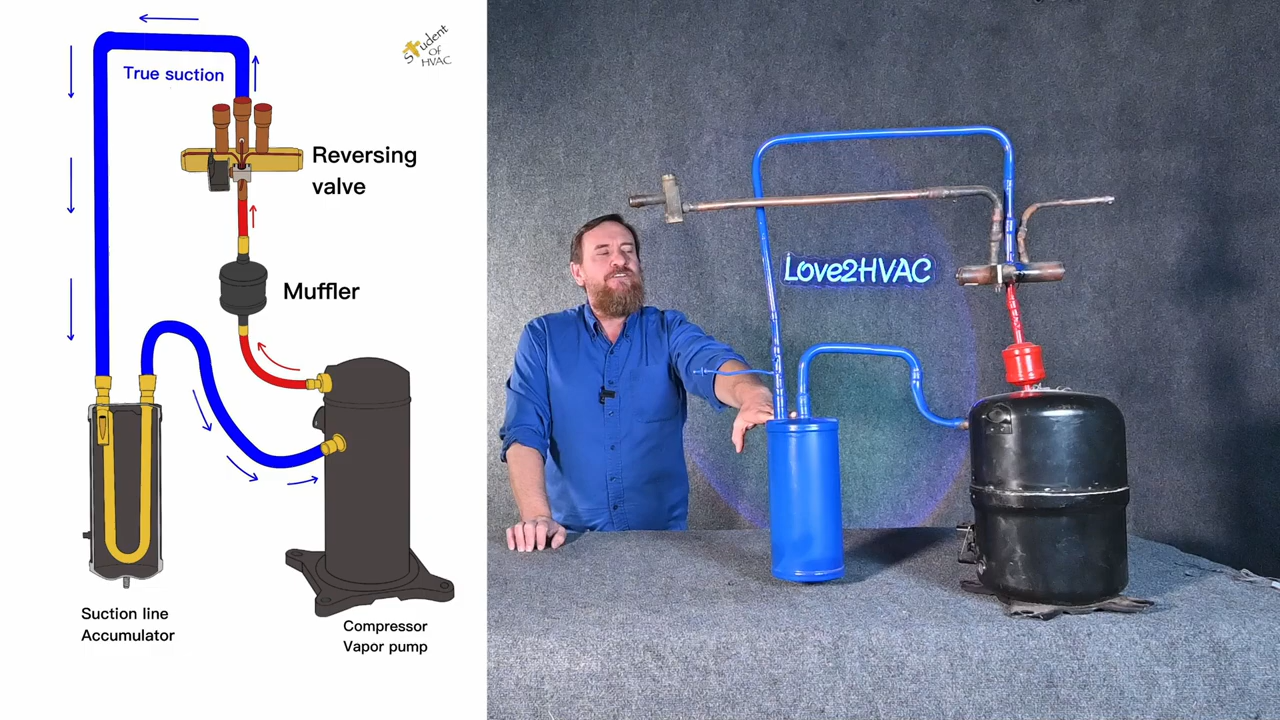 True suction
Student
OF
HVAC
Reversing
valve
Muffler
Suction line
Accumulator
Compressor
Vapor pump
Love2HVAC